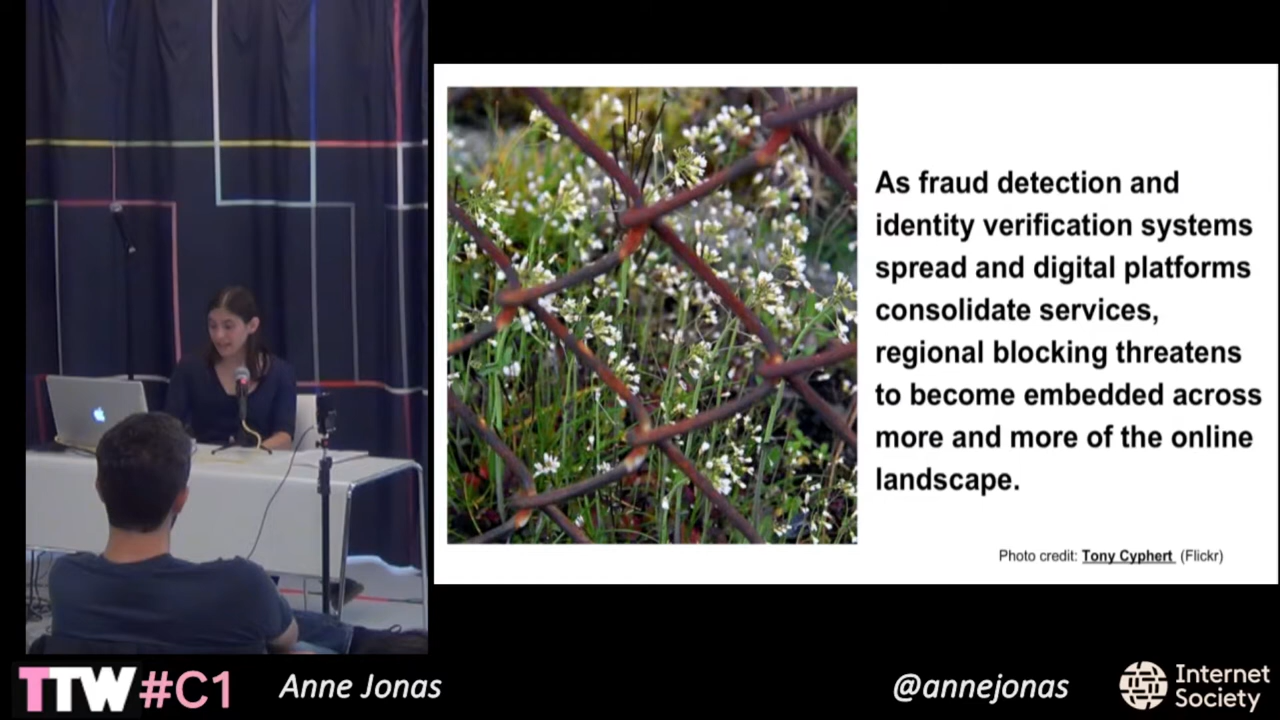 As fraud detection and
identity verification systems
spread and digital platforms
consolidate services,
regional blocking threatens
to become embedded across
more and more of the online
landscape.
Photo credit: Tony Cyphert (Flickr)
TTW #C1 Anne Jonas @annejonas
Internet
Society